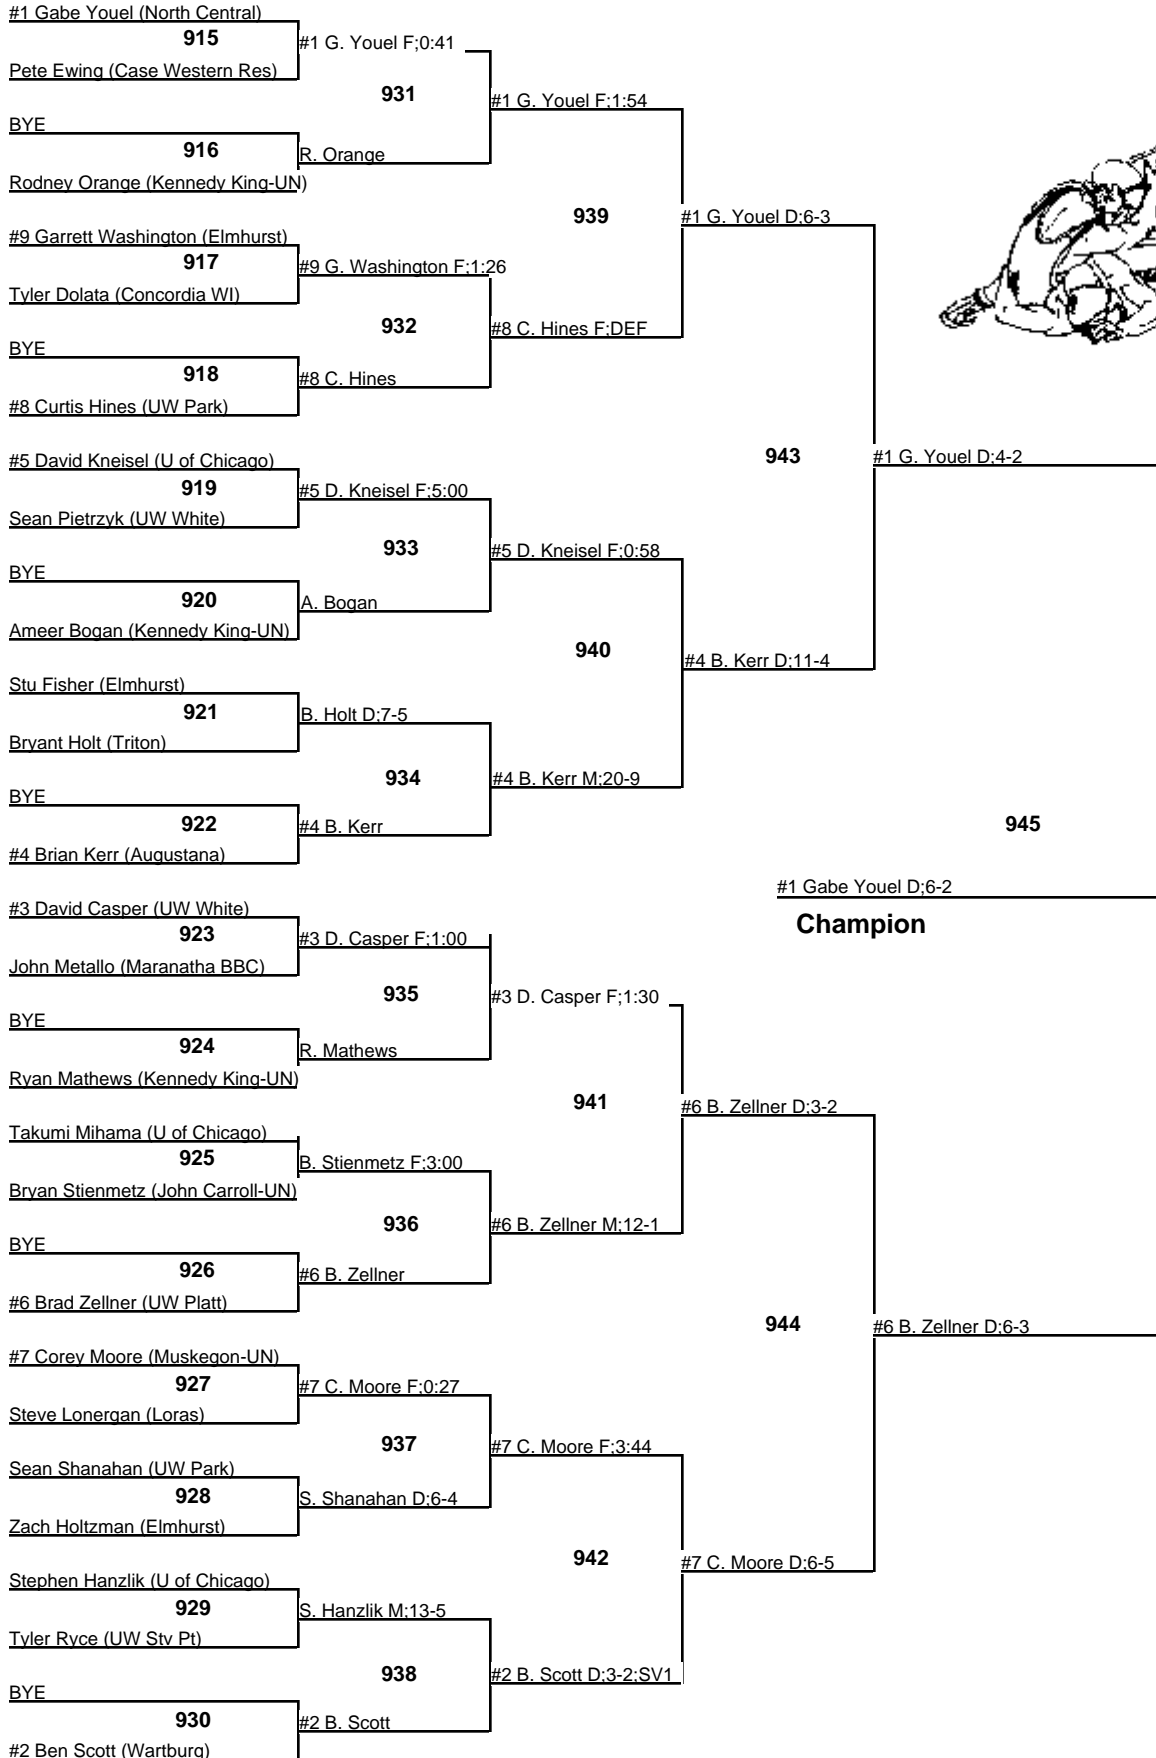 #1 Gabe Youel (North Central)
915
#1 G. Youel F;0:41
Pete Ewing (Case Western Res)
931
#1 G. Youel F;1:54
BYE
916
R. Orange
Rodney Orange (Kennedy King-UN)
939
#1 G. Youel D;6-3
#9 Garrett Washington (Elmhurst)
917
#9 G. Washington F;1:26
Tyler Dolata (Concordia WI)
932
#8 C. Hines F;DEF
BYE
918
#8 C. Hines
#8 Curtis Hines (UW Park)
943
#1 G. Youel D;4-2
#5 David Kneisel (U of Chicago)
919
#5 D. Kneisel F;5:00
Sean Pietrzyk (UW White)
933
#5 D. Kneisel F;0:58
BYE
920
A. Bogan
Ameer Bogan (Kennedy King-UN)
940
#4 B. Kerr D;11-4
Stu Fisher (Elmhurst)
921
B. Holt D;7-5
Bryant Holt (Triton)
934
#4 B. Kerr M;20-9
BYE
922
#4 B. Kerr
#4 Brian Kerr (Augustana)
945
#1 Gabe Youel D;6-2
Champion
#3 David Casper (UW White)
923
#3 D. Casper F;1:00
John Metallo (Maranatha BBC)
935
#3 D. Casper F;1:30
BYE
924
R. Mathews
Ryan Mathews (Kennedy King-UN)
941
#6 B. Zellner D;3-2
Takumi Mihama (U of Chicago)
925
B. Stienmetz F;3:00
Bryan Stienmetz (John Carroll-UN)
936
#6 B. Zellner M;12-1
BYE
926
#6 B. Zellner
#6 Brad Zellner (UW Platt)
944
#6 B. Zellner D;6-3
#7 Corey Moore (Muskegon-UN)
927
#7 C. Moore F;0:27
Steve Lonergan (Loras)
937
#7 C. Moore F;3:44
Sean Shanahan (UW Park)
928
S. Shanahan D;6-4
Zach Holtzman (Elmhurst)
942
#7 C. Moore D;6-5
Stephen Hanzlik (U of Chicago)
929
S. Hanzlik M;13-5
Tyler Ryce (UW Stv Pt)
938
#2 B. Scott D;3-2;SV1
BYE
930
#2 B. Scott
#2 Ben Scott (Wartburg)